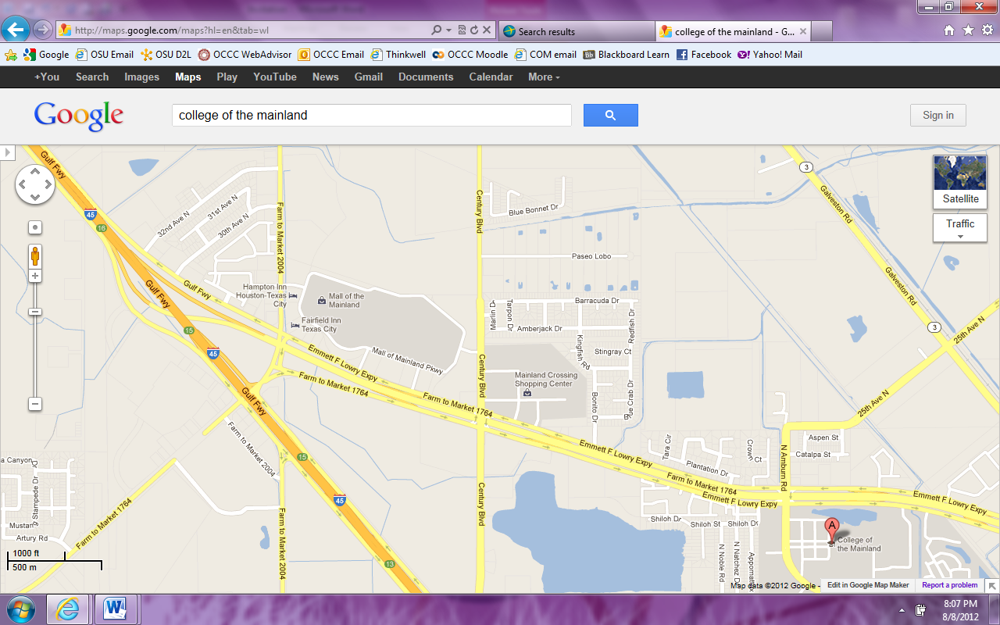 http://maps.google.com/maps?hl=en&tab=wl
Search results
college of the mainland - G...
Google
OSU Email
OSU D2L
OCCC WebAdvisor
OCCC Email
Thinkwell
OCCC Moodle
COM email
Bb Blackboard Learn
Facebook
Yahoo! Mail
+You Search Images Maps Play YouTube News Gmail Documents Calendar More
Google
college of the mainland
Sign in
Satellite
Traffic
Gulf Fwy
45
16
32nd Ave N
31st Ave N
30th Ave N
Farm to Market 2004
Century Blvd
Blue Bonnet Dr
3
Galveston Rd
Paseo Lobo
Galveston Rd
Gulf Fwy
Gulf Fwy
Hampton Inn
Houston-Texas
City
Mall of the
Mainland
Fairfield Inn
Texas City
Marlin D
Tarpon Dr
Barracuda Dr
Amberjack Dr
Redfish Dr
Kingfish Rd
Stingray Ct
3
25th Ave N
15
45
Emmett F Lowry Expy
Mall of Mainland Pkwy
Farm to Market 1764
Century Blvd
Mainland Crossing
Shopping Center
Bonito Dr
ue Crab Dr
B
25th Ave N
Gulf Fwy
Farm to Market 1764
Farm to Market 2004
15
Emmett F Lowry Expy
Tara Cir
Plantation Dr
Crown Ct
N Amburn Rd
Aspen St
Catalpa St
a Canyon
Stampede Dr
Mustan
Artury Rd
Farm to Market 1764
Farm to Market 2004
45
13
Century Blvd
Farm to Market 1764
Emmett F Lowry Expy
Emmett F Lowry Expy
Shiloh Dr
Shiloh St
Shiloh Dr
N Noble Rd
N Natchez Dr
Appomatt
A
College of
the Mainland
1000 ft
500 m
Map data ©2012 Google -
Edit in Google Map Maker
Report a problem
8:07 PM
8/8/2012